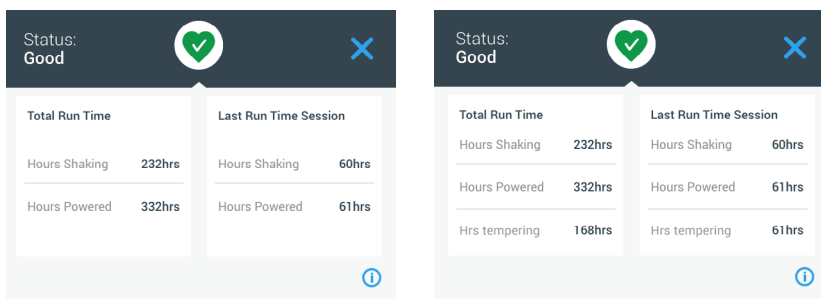 Status:
Good
Total Run Time
Hours Shaking 232hrs
Hours Powered 332hrs
Last Run Time Session
Hours Shaking 60hrs
Hours Powered 61hrs
Status:
Good
Total Run Time
Hours Shaking 232hrs
Hours Powered 332hrs
Hrs tempering 168hrs
Last Run Time Session
Hours Shaking 60hrs
Hours Powered 61hrs
Hrs tempering 61hrs